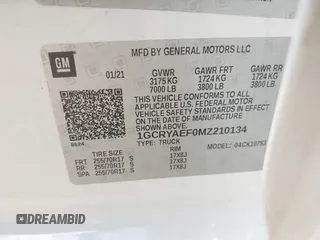 GM
MFD BY GENERAL MOTORS LLC
01/21
GVWR GAWR FRT GAWR RR
3175 KG 1724 KG 1724 KG
7000 LB 3800 LB 3800 LB
THIS VEHICLE CONFORMS TO ALL
APPLICABLE U.S. FEDERAL MOTOR
VEHICLE SAFETY
STANDARDS IN EFFECT ON THE DATE
OF MANUFACTURE SHOWN ABOVE.
1GCRYAEF0MZ210134
TYPE: TRUCK
TIRE SIZE RIM
FRT 255/70R17 S 17X8J
RR 255/70R17 S 17X8J
SPA 255/70R17 S 17X8J
MODEL:
AUTOBIDMASTER